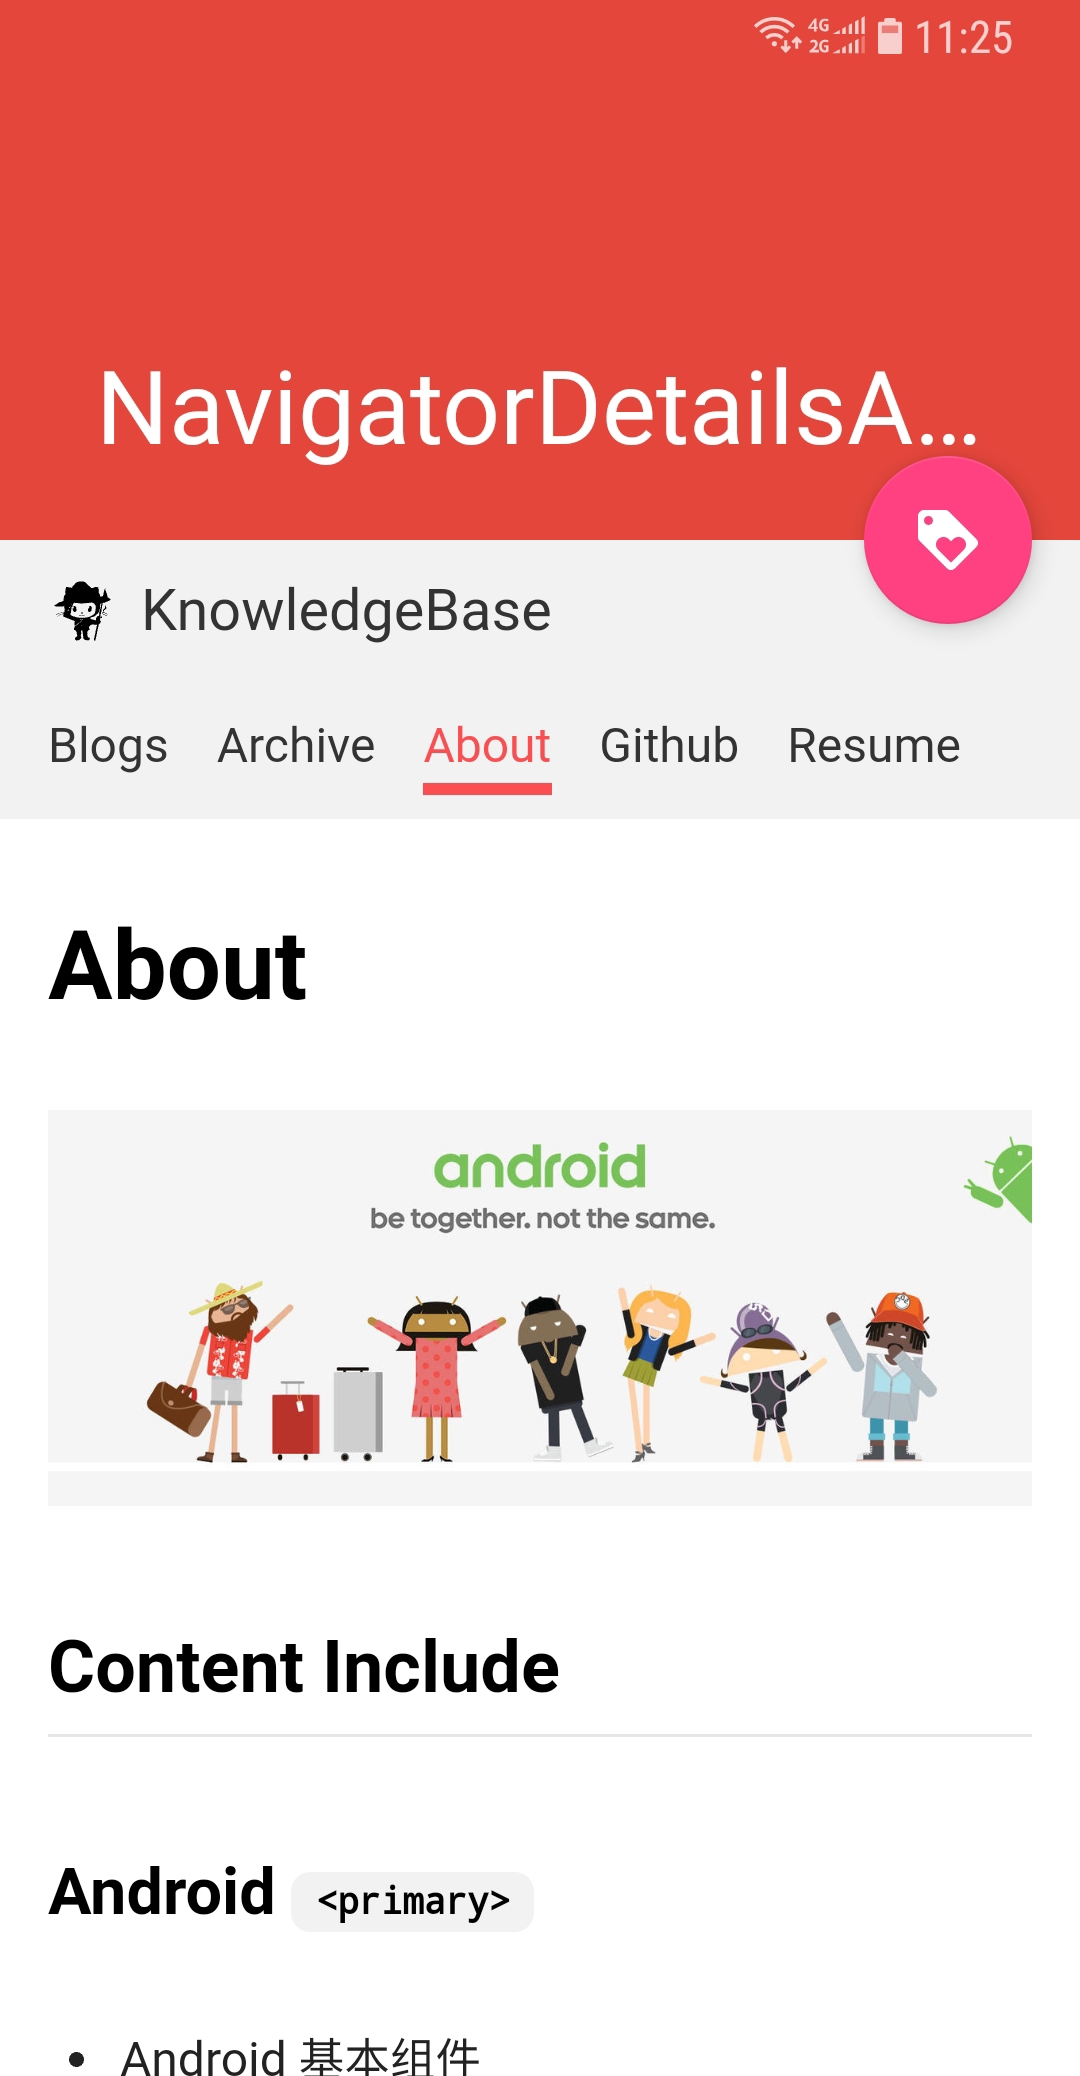 4G
2G
11:25
NavigatorDetailsA...
KnowledgeBase
Blogs Archive About Github Resume
About
android
be together. not the same.
Content Include
Android <primary>
• Android 基本组件